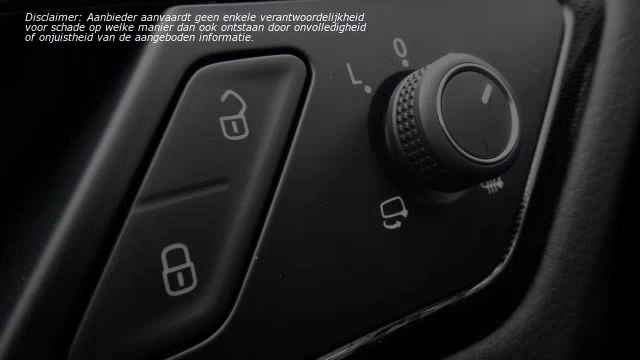 Disclaimer: Aanbieder aanvaardt geen enkele verantwoordelijkheid
voor schade op welke manier dan ook ontstaan door onvolledigheid
of onjuistheid van de aangeboden informatie.
L
0